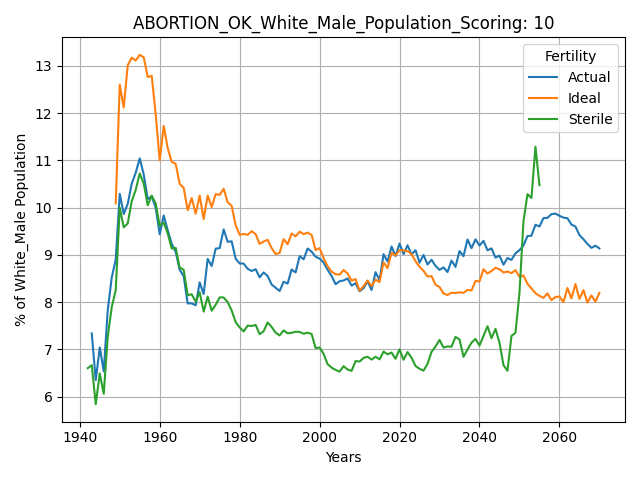 ABORTION_OK_White_Male_Population_Scoring: 10
Fertility
Actual
Ideal
Sterile
% of White_Male Population
13
12
11
10
9
8
7
6
1940 1960 1980 2000 2020 2040 2060
Years